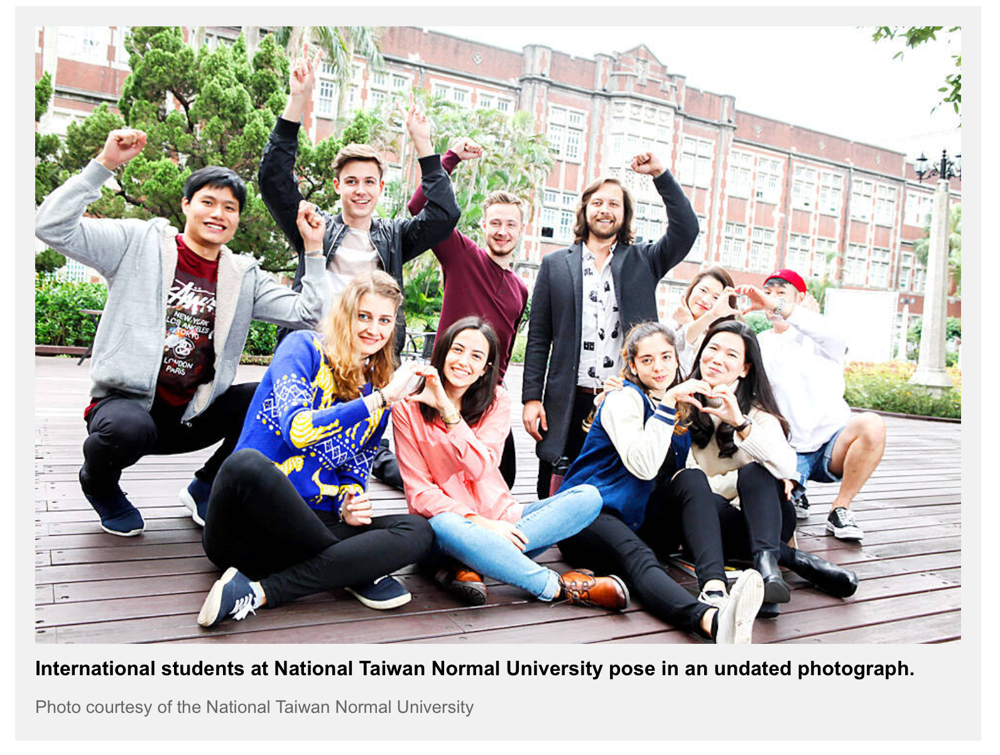 NEW YORK
LOS ANGELES
TOKYO
LONDON
PARIS
International students at National Taiwan Normal University pose in an undated photograph.
Photo courtesy of the National Taiwan Normal University